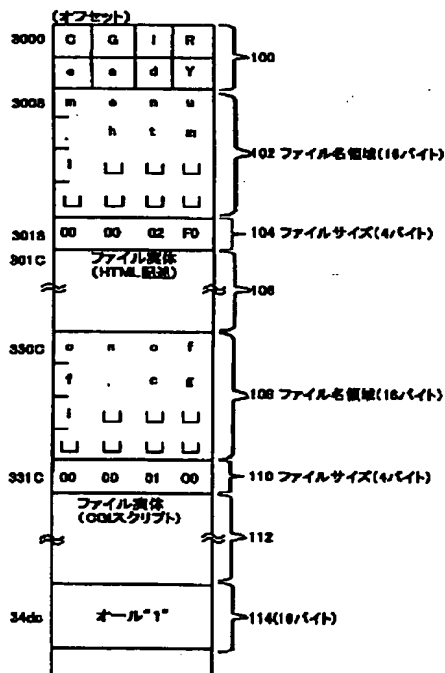 (オフセット)
3000 C G I R
e a d Y 100
3008 m e n u
. h t m
l ␣ ␣ ␣
␣ ␣ ␣ ␣
102 ファイル名領域(16バイト)
3018 00 00 02 F0 104 ファイルサイズ(4バイト)
301C ファイル実体
(HTML記述)
106
330C o n o f
f . c g
i ␣ ␣ ␣
␣ ␣ ␣ ␣
108 ファイル名領域(16バイト)
331C 00 00 01 00 110 ファイルサイズ(4バイト)
ファイル実体
(CGIスクリプト)
112
34dc オール"1" 114(16バイト)